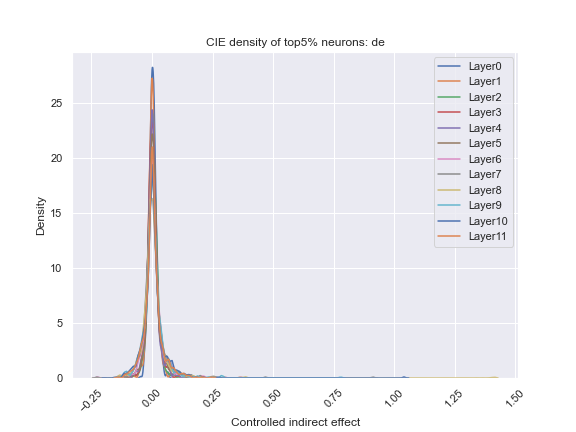 CIE density of top5% neurons: de
Layer0
Layer1
Layer2
Layer3
Layer4
Layer5
Layer6
Layer7
Layer8
Layer9
Layer10
Layer11
Density
25
20
15
10
5
0
−0.25
0.00
0.25
0.50
0.75
1.00
1.25
1.50
Controlled indirect effect